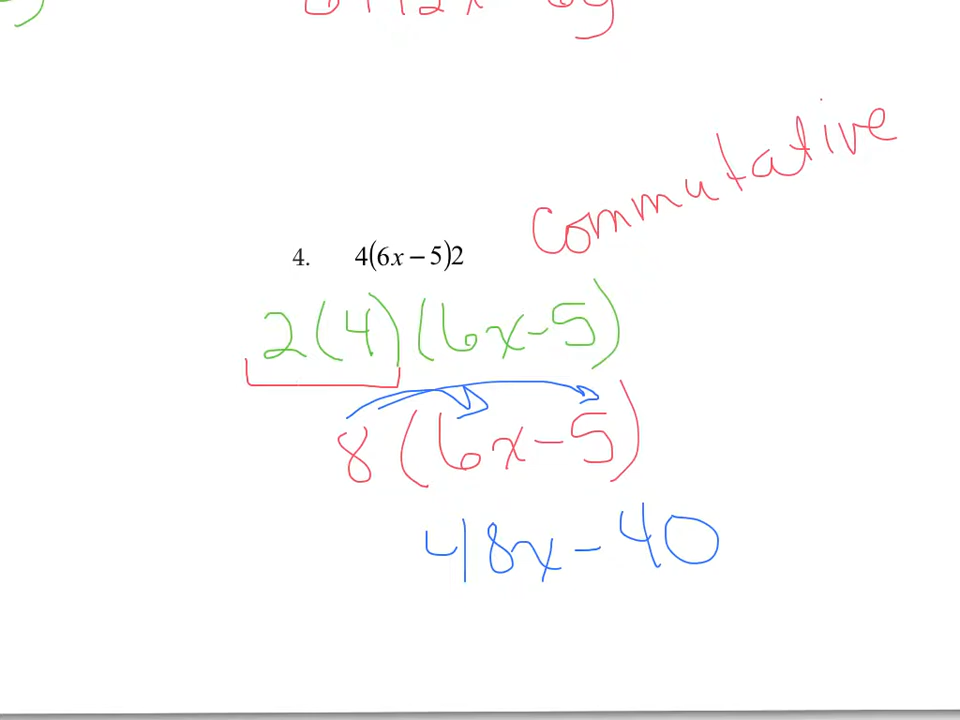 Commutative
4. 4(6x – 5)2
2(4)(6x-5)
8(6x-5)
48x-40